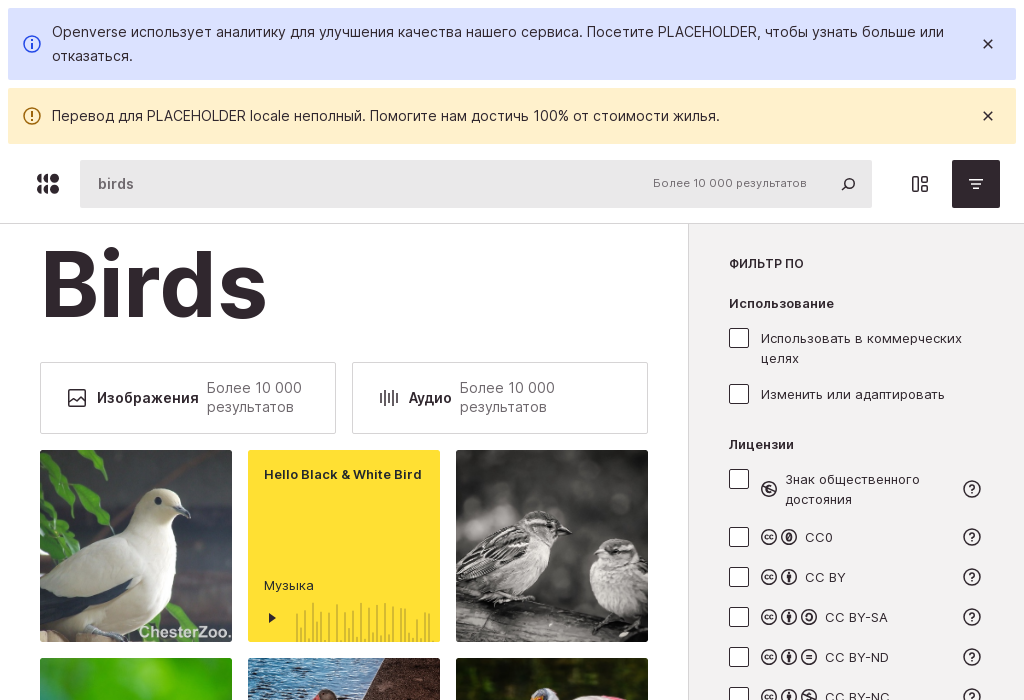 Openverse использует аналитику для улучшения качества нашего сервиса. Посетите PLACEHOLDER, чтобы узнать больше или
отказаться.
Перевод для PLACEHOLDER locale неполный. Помогите нам достичь 100% от стоимости жилья.
birds
Более 10 000 результатов
Birds
Изображения
Более 10 000
результатов
Аудио
Более 10 000
результатов
ChesterZoo.
Hello Black & White Bird
Музыка
ФИЛЬТР ПО
Использование
Использовать в коммерческих
целях
Изменить или адаптировать
Лицензии
Знак общественного
достояния
CC0
CC BY
CC BY-SA
CC BY-ND
CC BY-NC